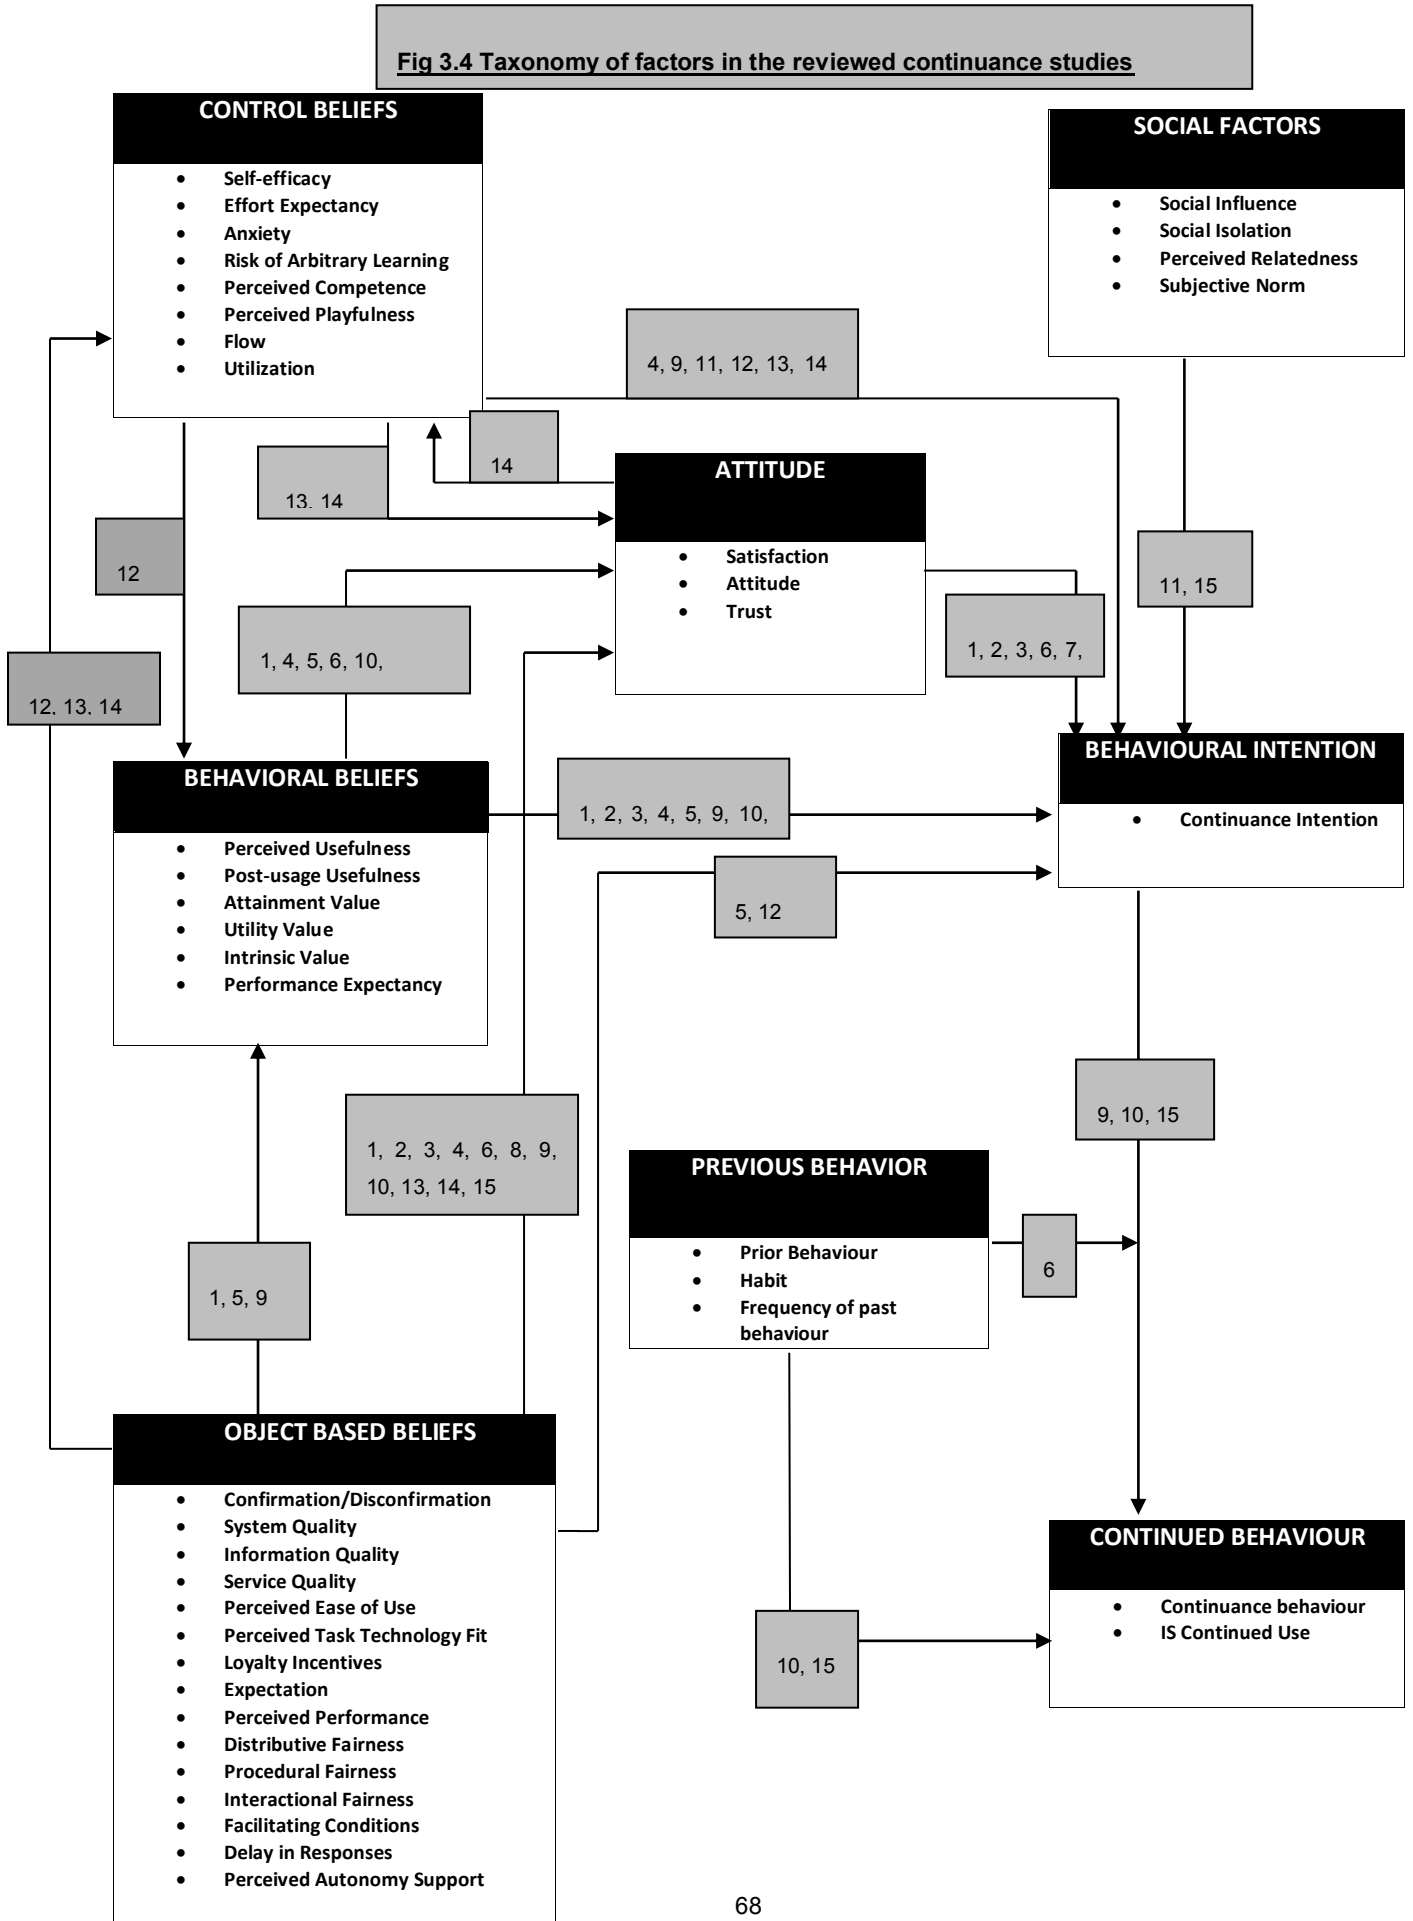 Fig 3.4 Taxonomy of factors in the reviewed continuance studies
CONTROL BELIEFS
• Self-efficacy
• Effort Expectancy
• Anxiety
• Risk of Arbitrary Learning
• Perceived Competence
• Perceived Playfulness
• Flow
• Utilization
SOCIAL FACTORS
• Social Influence
• Social Isolation
• Perceived Relatedness
• Subjective Norm
4, 9, 11, 12, 13, 14
14
13, 14
ATTITUDE
• Satisfaction
• Attitude
• Trust
12
11, 15
1, 4, 5, 6, 10,
1, 2, 3, 6, 7,
12, 13, 14
BEHAVIORAL BELIEFS
• Perceived Usefulness
• Post-usage Usefulness
• Attainment Value
• Utility Value
• Intrinsic Value
• Performance Expectancy
1, 2, 3, 4, 5, 9, 10,
BEHAVIOURAL INTENTION
• Continuance Intention
5, 12
9, 10, 15
1, 2, 3, 4, 6, 8, 9,
10, 13, 14, 15
PREVIOUS BEHAVIOR
• Prior Behaviour
• Habit
• Frequency of past
behaviour
6
1, 5, 9
OBJECT BASED BELIEFS
• Confirmation/Disconfirmation
• System Quality
• Information Quality
• Service Quality
• Perceived Ease of Use
• Perceived Task Technology Fit
• Loyalty Incentives
• Expectation
• Perceived Performance
• Distributive Fairness
• Procedural Fairness
• Interactional Fairness
• Facilitating Conditions
• Delay in Responses
• Perceived Autonomy Support
10, 15
CONTINUED BEHAVIOUR
• Continuance behaviour
• IS Continued Use
68